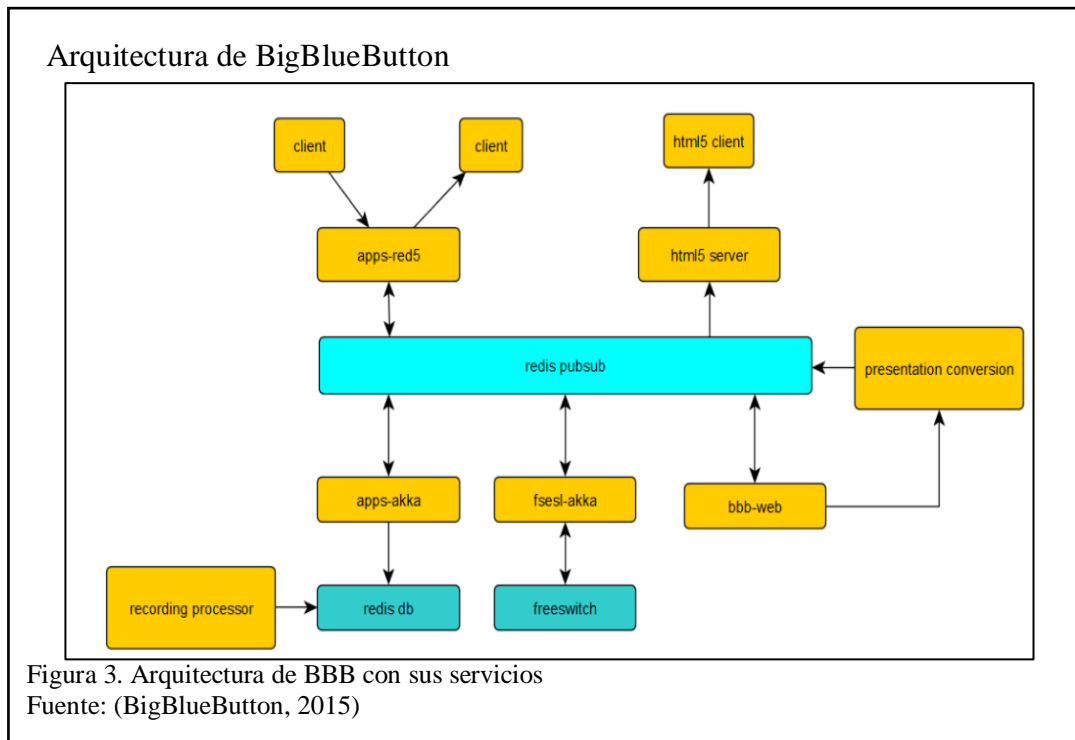 Arquitectura de BigBlueButton
client
client
html5 client
apps-red5
html5 server
redis pubsub
presentation conversion
apps-akka
fsesl-akka
bbb-web
recording processor
redis db
freeswitch
Figura 3. Arquitectura de BBB con sus servicios
Fuente: (BigBlueButton, 2015)